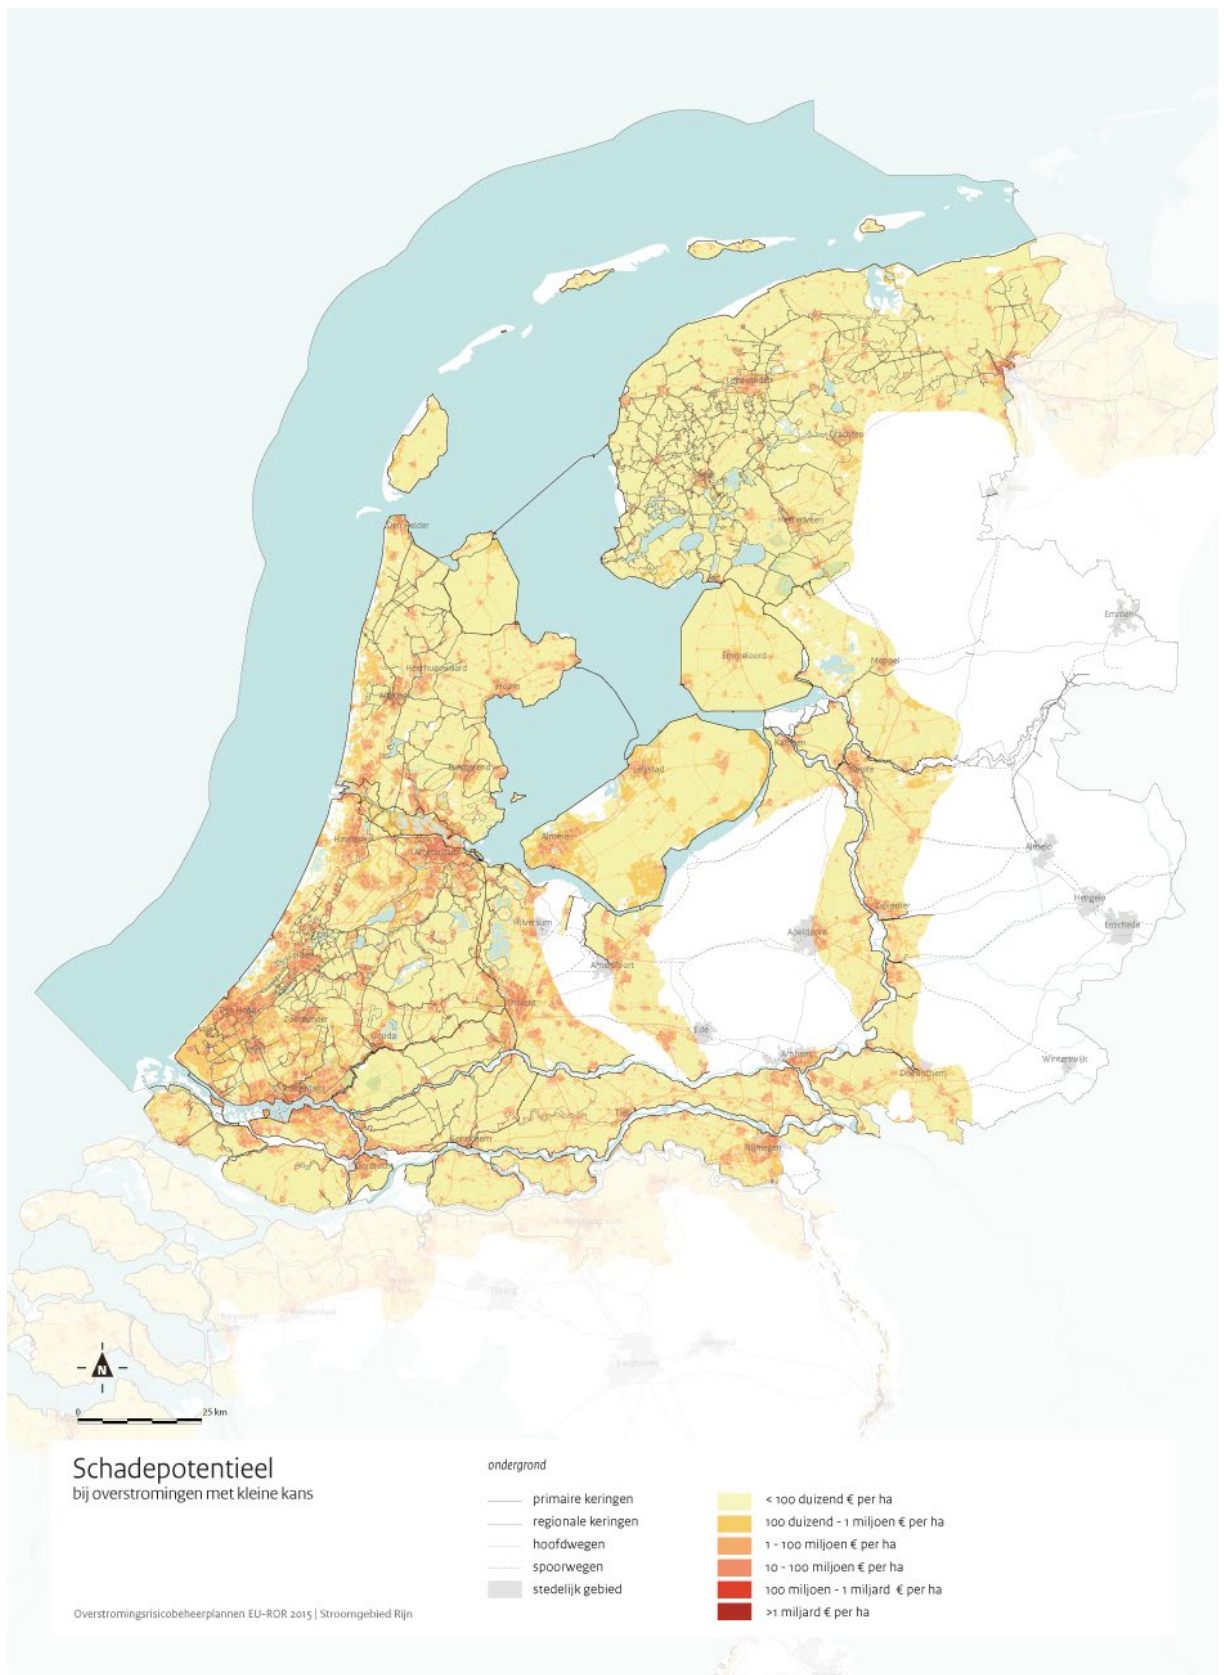 Leeuwarden
Drachten
Heerenveen
Den Helder
Emmen
Heerhugowaard
Emmeloord
Meppel
Alkmaar
Hoorn
Kampen
Purmerend
Lelystad
Zwolle
Haarlem
Almere
Amsterdam
Almelo
Hengelo
Enschede
Hilversum
Deventer
Apeldoorn
Amersfoort
Leiden
Utrecht
Den Haag
Zoetermeer
Gouda
Ede
Arnhem
Winterswijk
Doetinchem
Rotterdam
Tiel
Gorinchem
Nijmegen
Dordrecht
N
0 25 km
Schadepotentieel
bij overstromingen met kleine kans
ondergrond
primaire keringen
regionale keringen
hoofdwegen
spoorwegen
stedelijk gebied
< 100 duizend € per ha
100 duizend - 1 miljoen € per ha
1 - 100 miljoen € per ha
10 - 100 miljoen € per ha
100 miljoen - 1 miljard € per ha
>1 miljard € per ha
Overstromingsrisicobeheerplannen EU-ROR 2015 | Stroomgebied Rijn